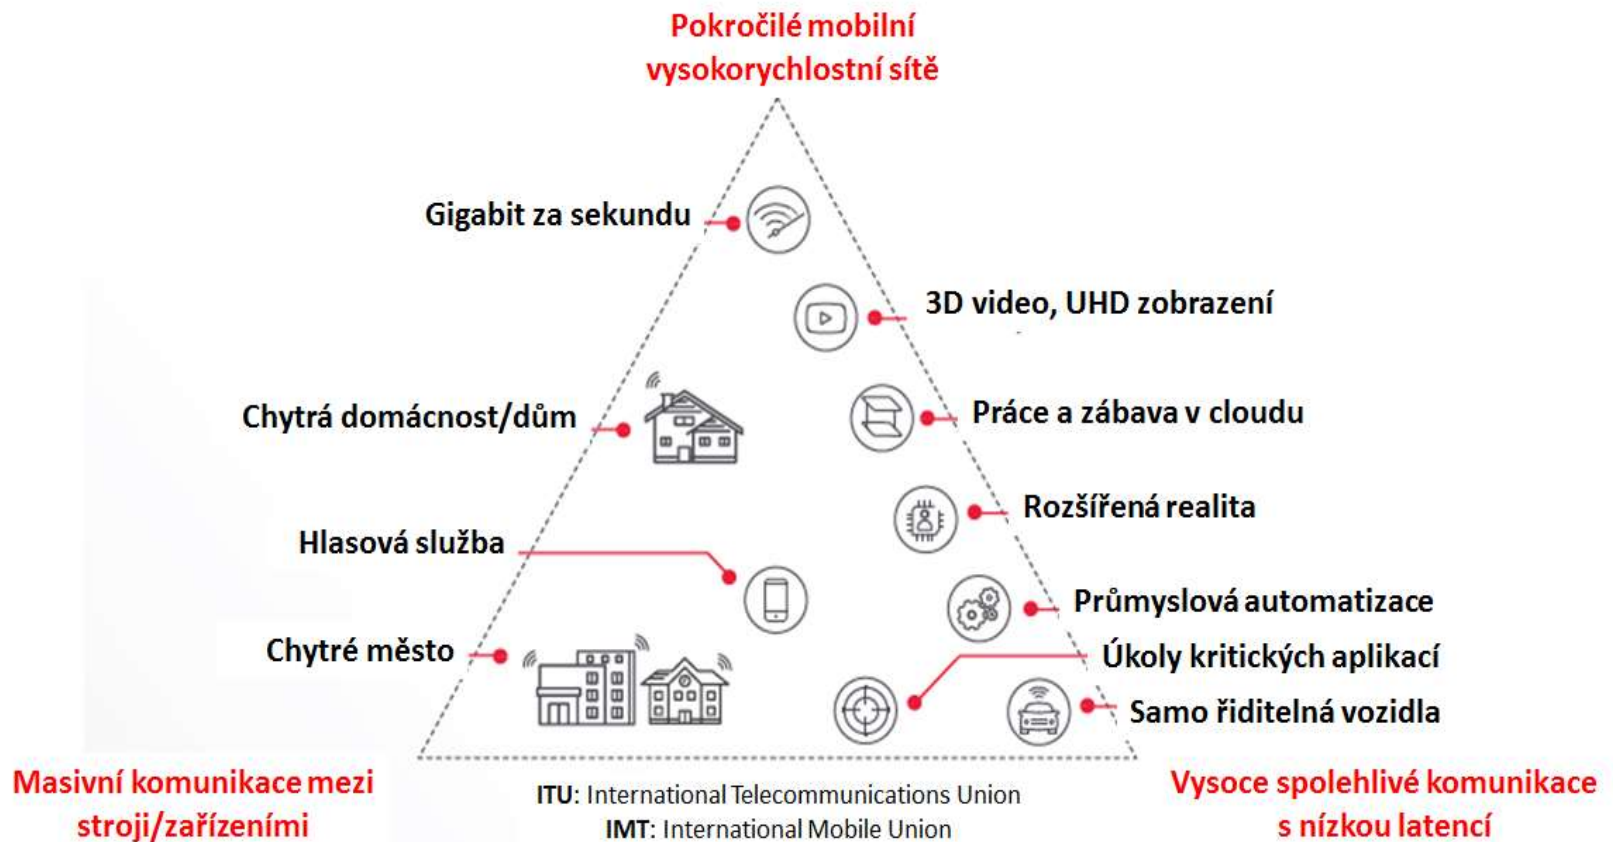 Pokročilé mobilní
vysokorychlostní sítě
Gigabit za sekundu
3D video, UHD zobrazení
Chytrá domácnost/dům
Práce a zábava v cloudu
Rozšířená realita
Hlasová služba
Průmyslová automatizace
Chytré město
Úkoly kritických aplikací
Samo řiditelná vozidla
Masivní komunikace mezi
stroji/zařízeními
ITU: International Telecommunications Union
IMT: International Mobile Union
Vysoce spolehlivé komunikace
s nízkou latencí